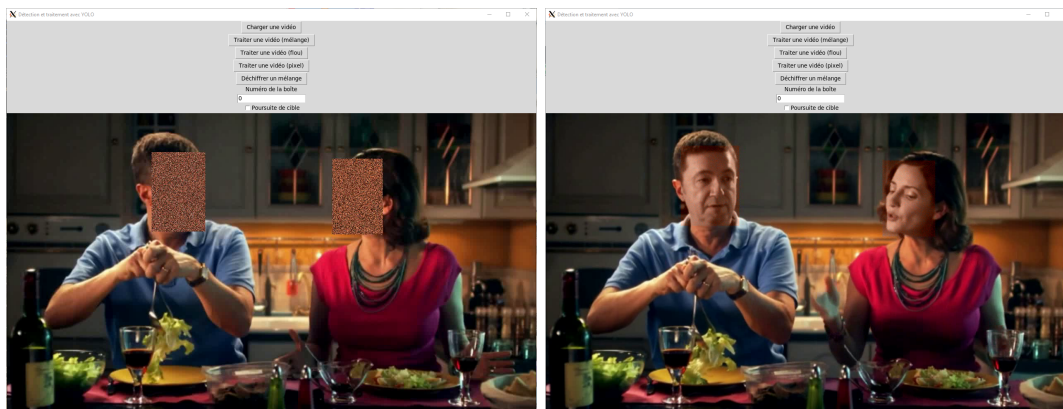 Détection et traitement avec YOLO
Charger une vidéo
Traiter une vidéo (mélange)
Traiter une vidéo (flou)
Traiter une vidéo (pixel)
Déchiffrer un mélange
Numéro de la boîte
0
Poursuite de cible
Détection et traitement avec YOLO
Charger une vidéo
Traiter une vidéo (mélange)
Traiter une vidéo (flou)
Traiter une vidéo (pixel)
Déchiffrer un mélange
Numéro de la boîte
0
Poursuite de cible